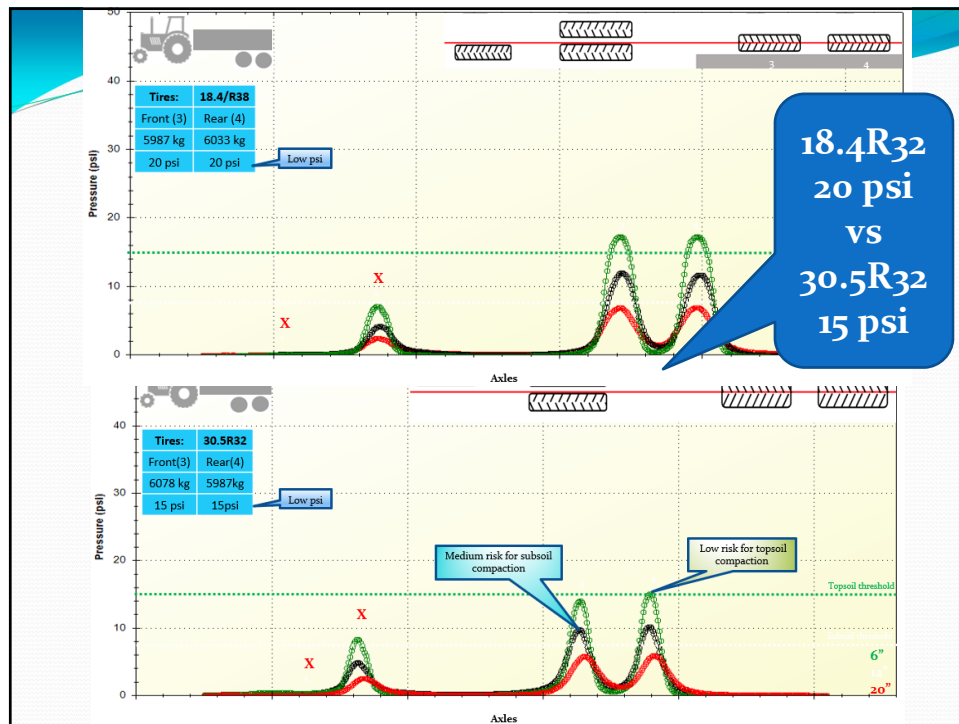 50
40
30
20
10
0
Pressure (psi)
Tires: 18.4/R38
Front (3) Rear (4)
5987 kg 6033 kg
20 psi 20 psi
Low psi
X
X
3 4
Axles
18.4R32
20 psi
vs
30.5R32
15 psi
40
30
20
10
0
Pressure (psi)
Tires: 30.5R32
Front(3) Rear(4)
6078 kg 5987kg
15 psi 15psi
Low psi
X
X
Medium risk for subsoil
compaction
Low risk for topsoil
compaction
Topsoil threshold
6”
20”
Axles